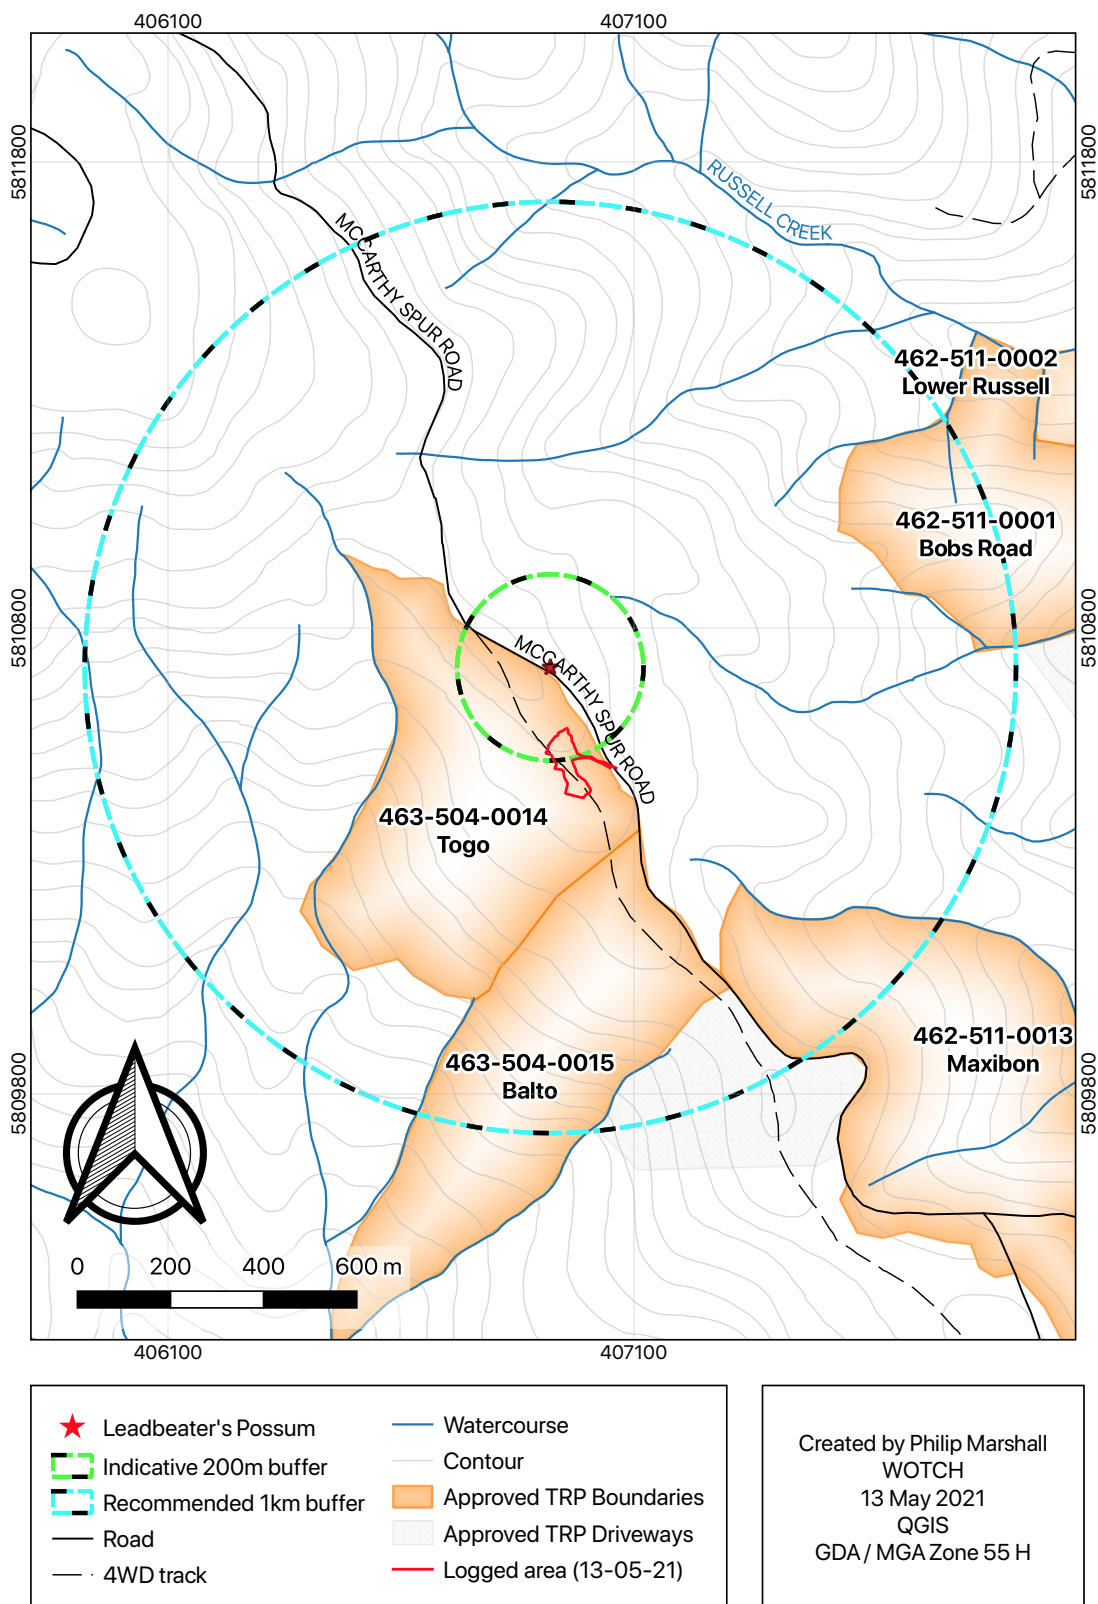 406100
407100
5811800
5811800
RUSSELL CREEK
MCCARTHY SPUR ROAD
462-511-0002
Lower Russell
462-511-0001
Bobs Road
5810800
5810800
MCCARTHY SPUR ROAD
463-504-0014
Togo
462-511-0013
Maxibon
463-504-0015
Balto
5809800
5809800
0 200 400 600 m
406100
407100
Leadbeater's Possum
Indicative 200m buffer
Recommended 1km buffer
Road
4WD track
Watercourse
Contour
Approved TRP Boundaries
Approved TRP Driveways
Logged area (13-05-21)
Created by Philip Marshall
WOTCH
13 May 2021
QGIS
GDA / MGA Zone 55 H